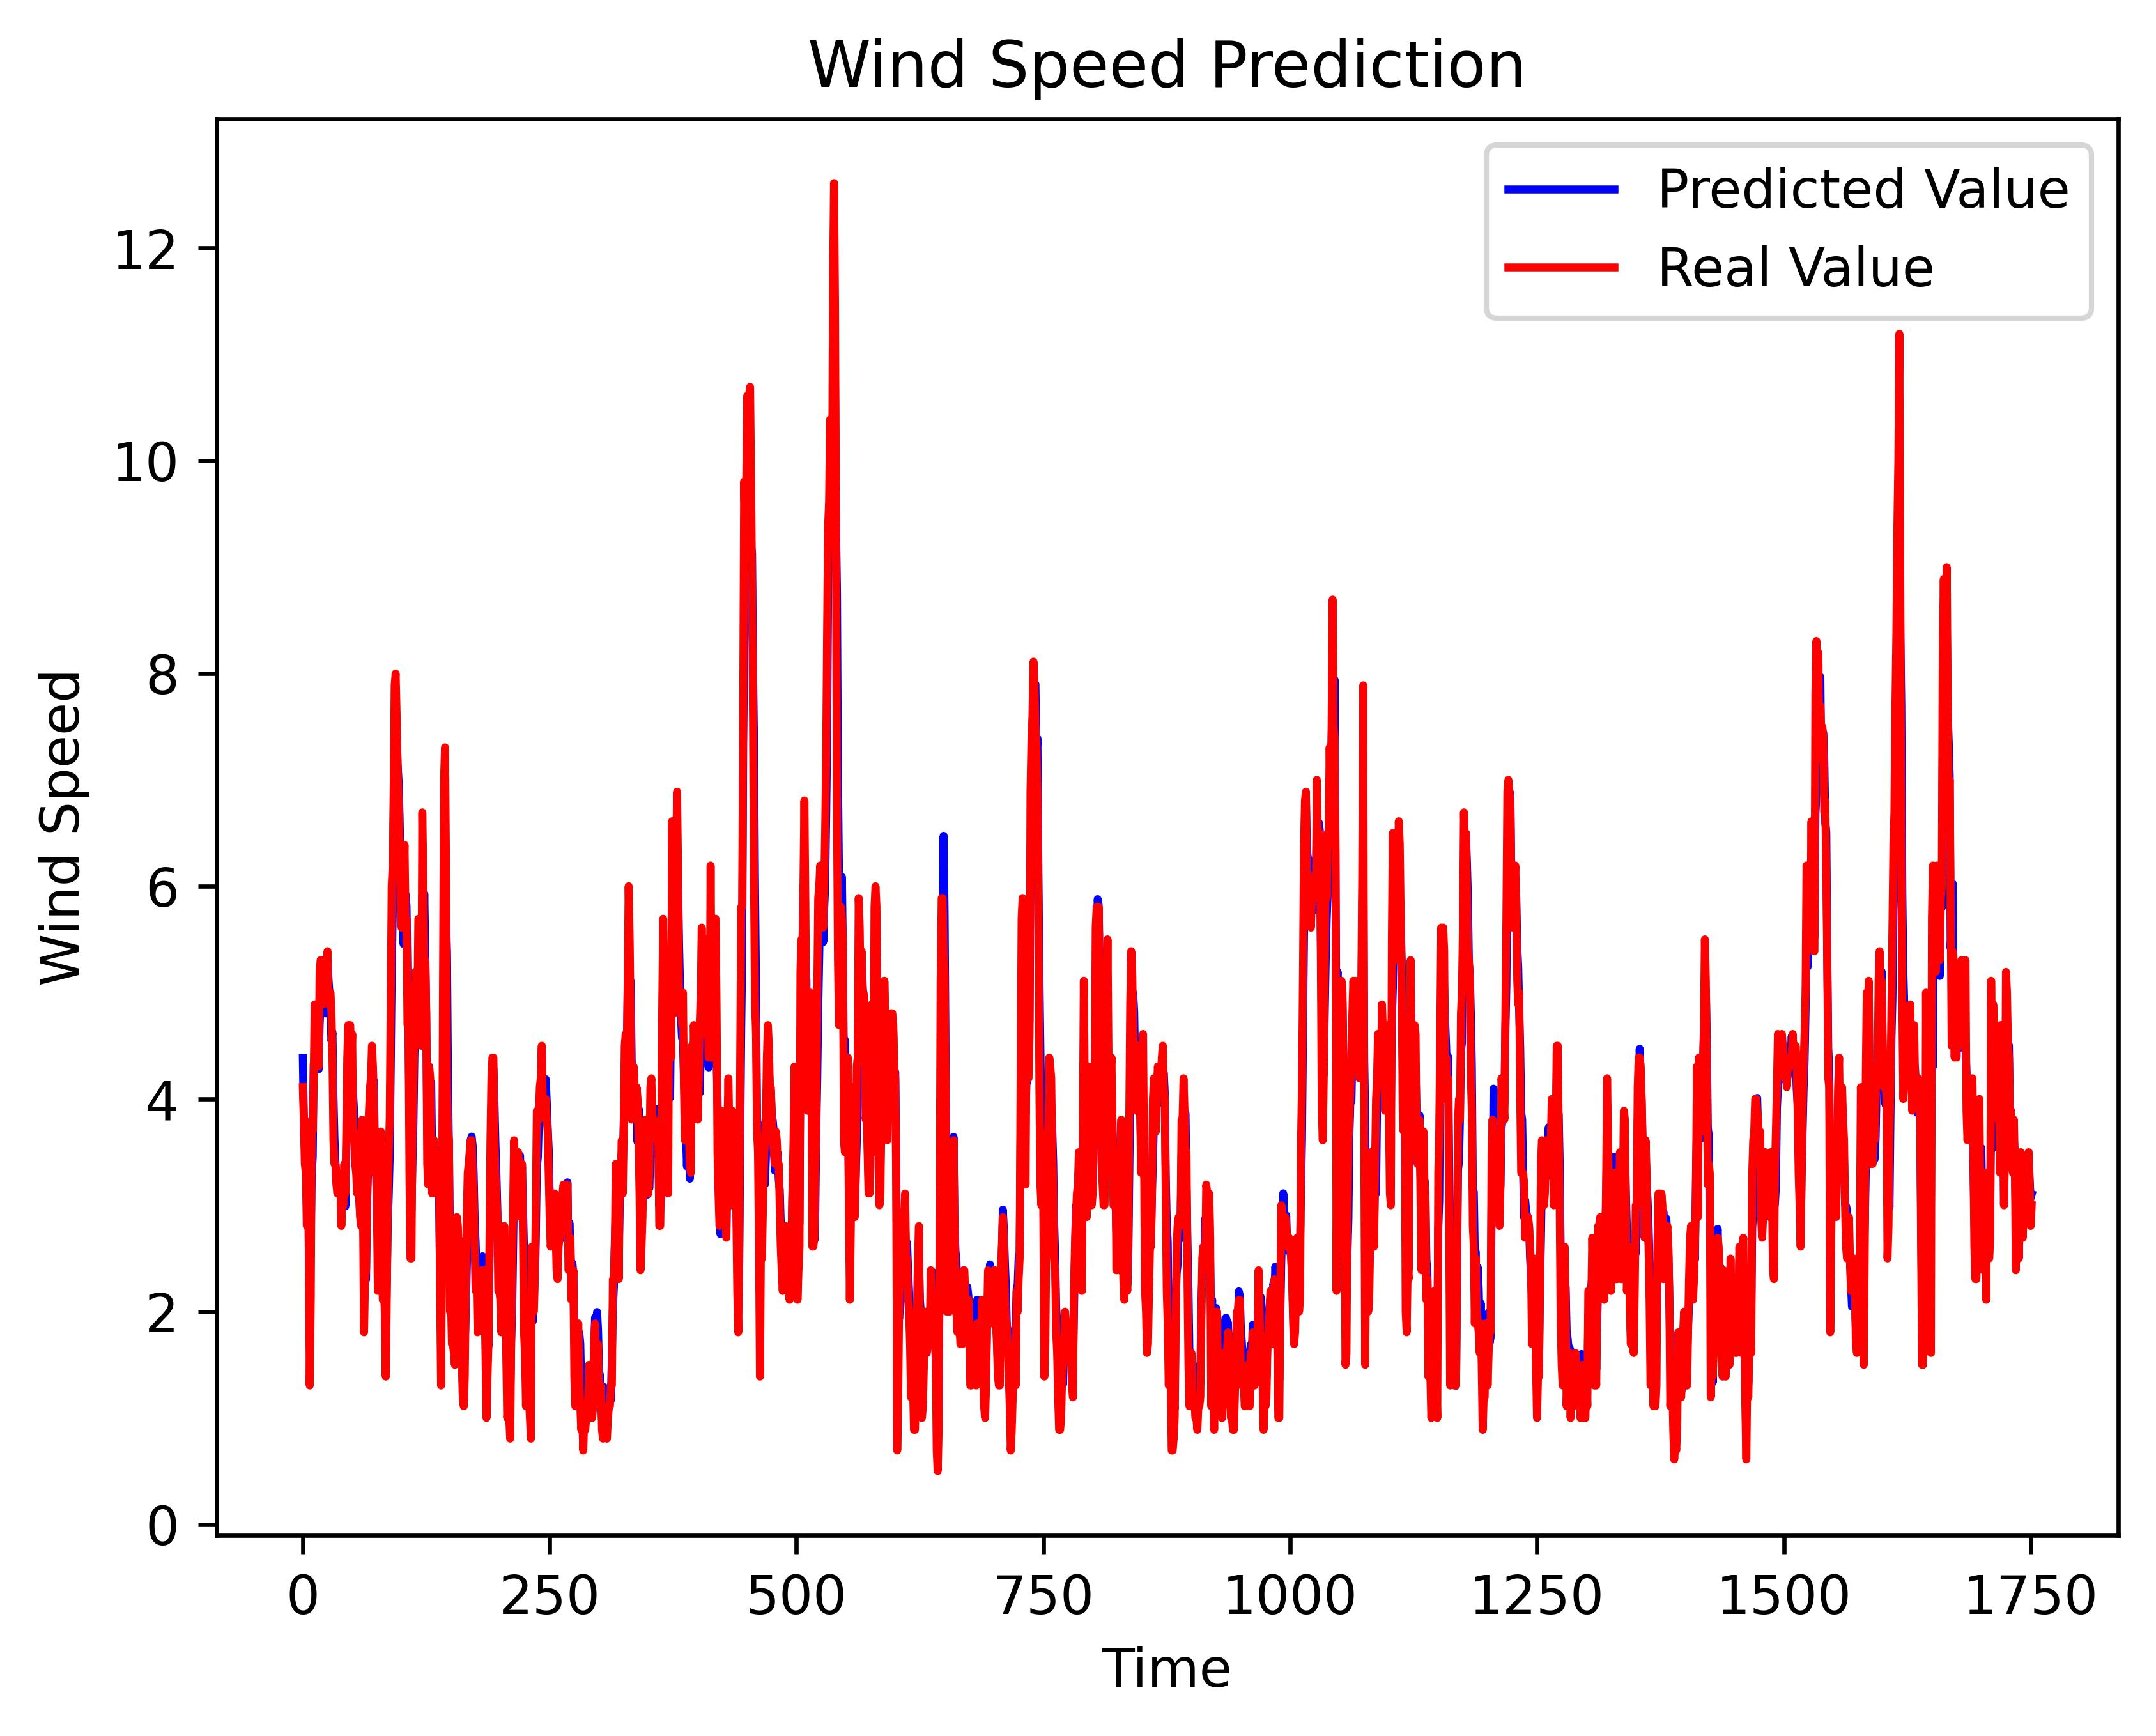 Wind Speed Prediction
Predicted Value
Real Value
12
10
8
6
4
2
0
Wind Speed
0 250 500 750 1000 1250 1500 1750
Time